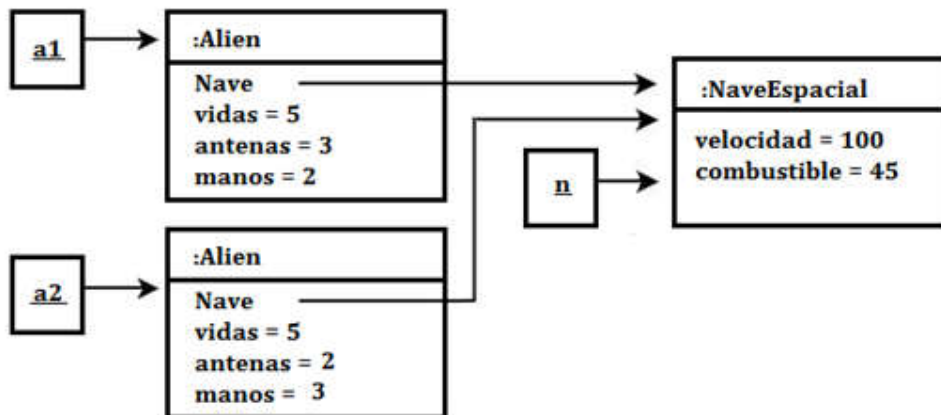 a1
:Alien
Nave
vidas = 5
antenas = 3
manos = 2
:NaveEspacial
velocidad = 100
combustible = 45
n
a2
:Alien
Nave
vidas = 5
antenas = 2
manos = 3